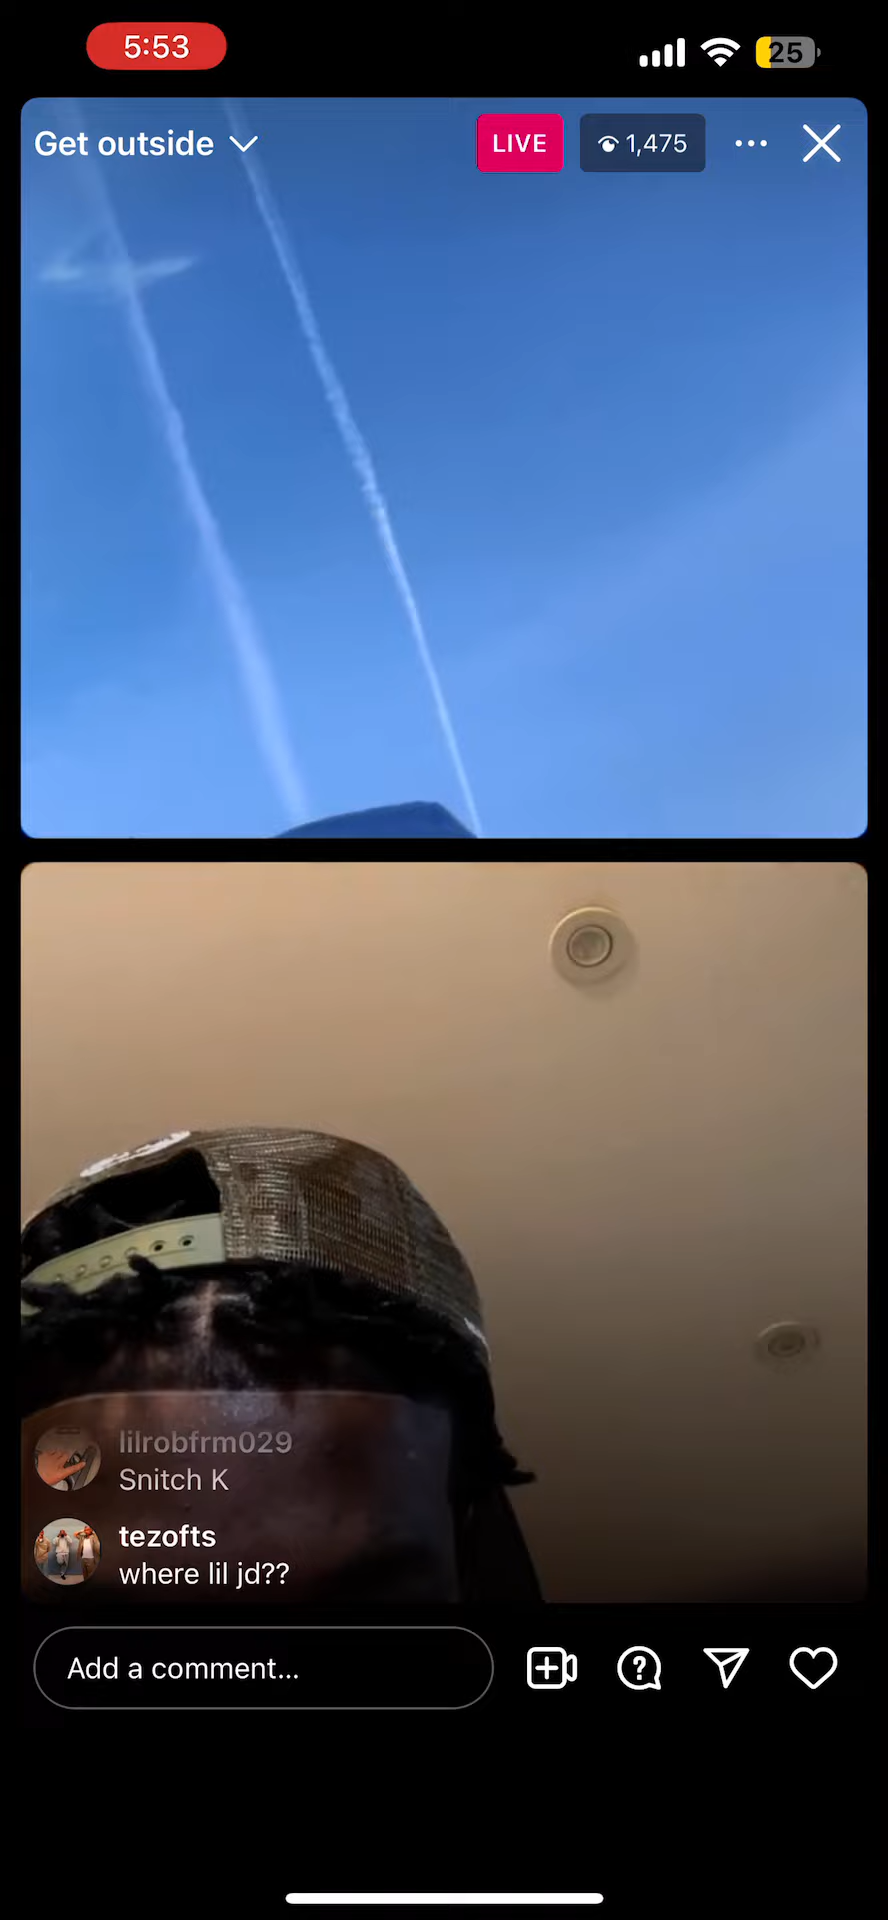 5:53
25
Get outside
LIVE
1,475
lilrobfrm029
Snitch K
tezofts
where lil jd??
Add a comment...